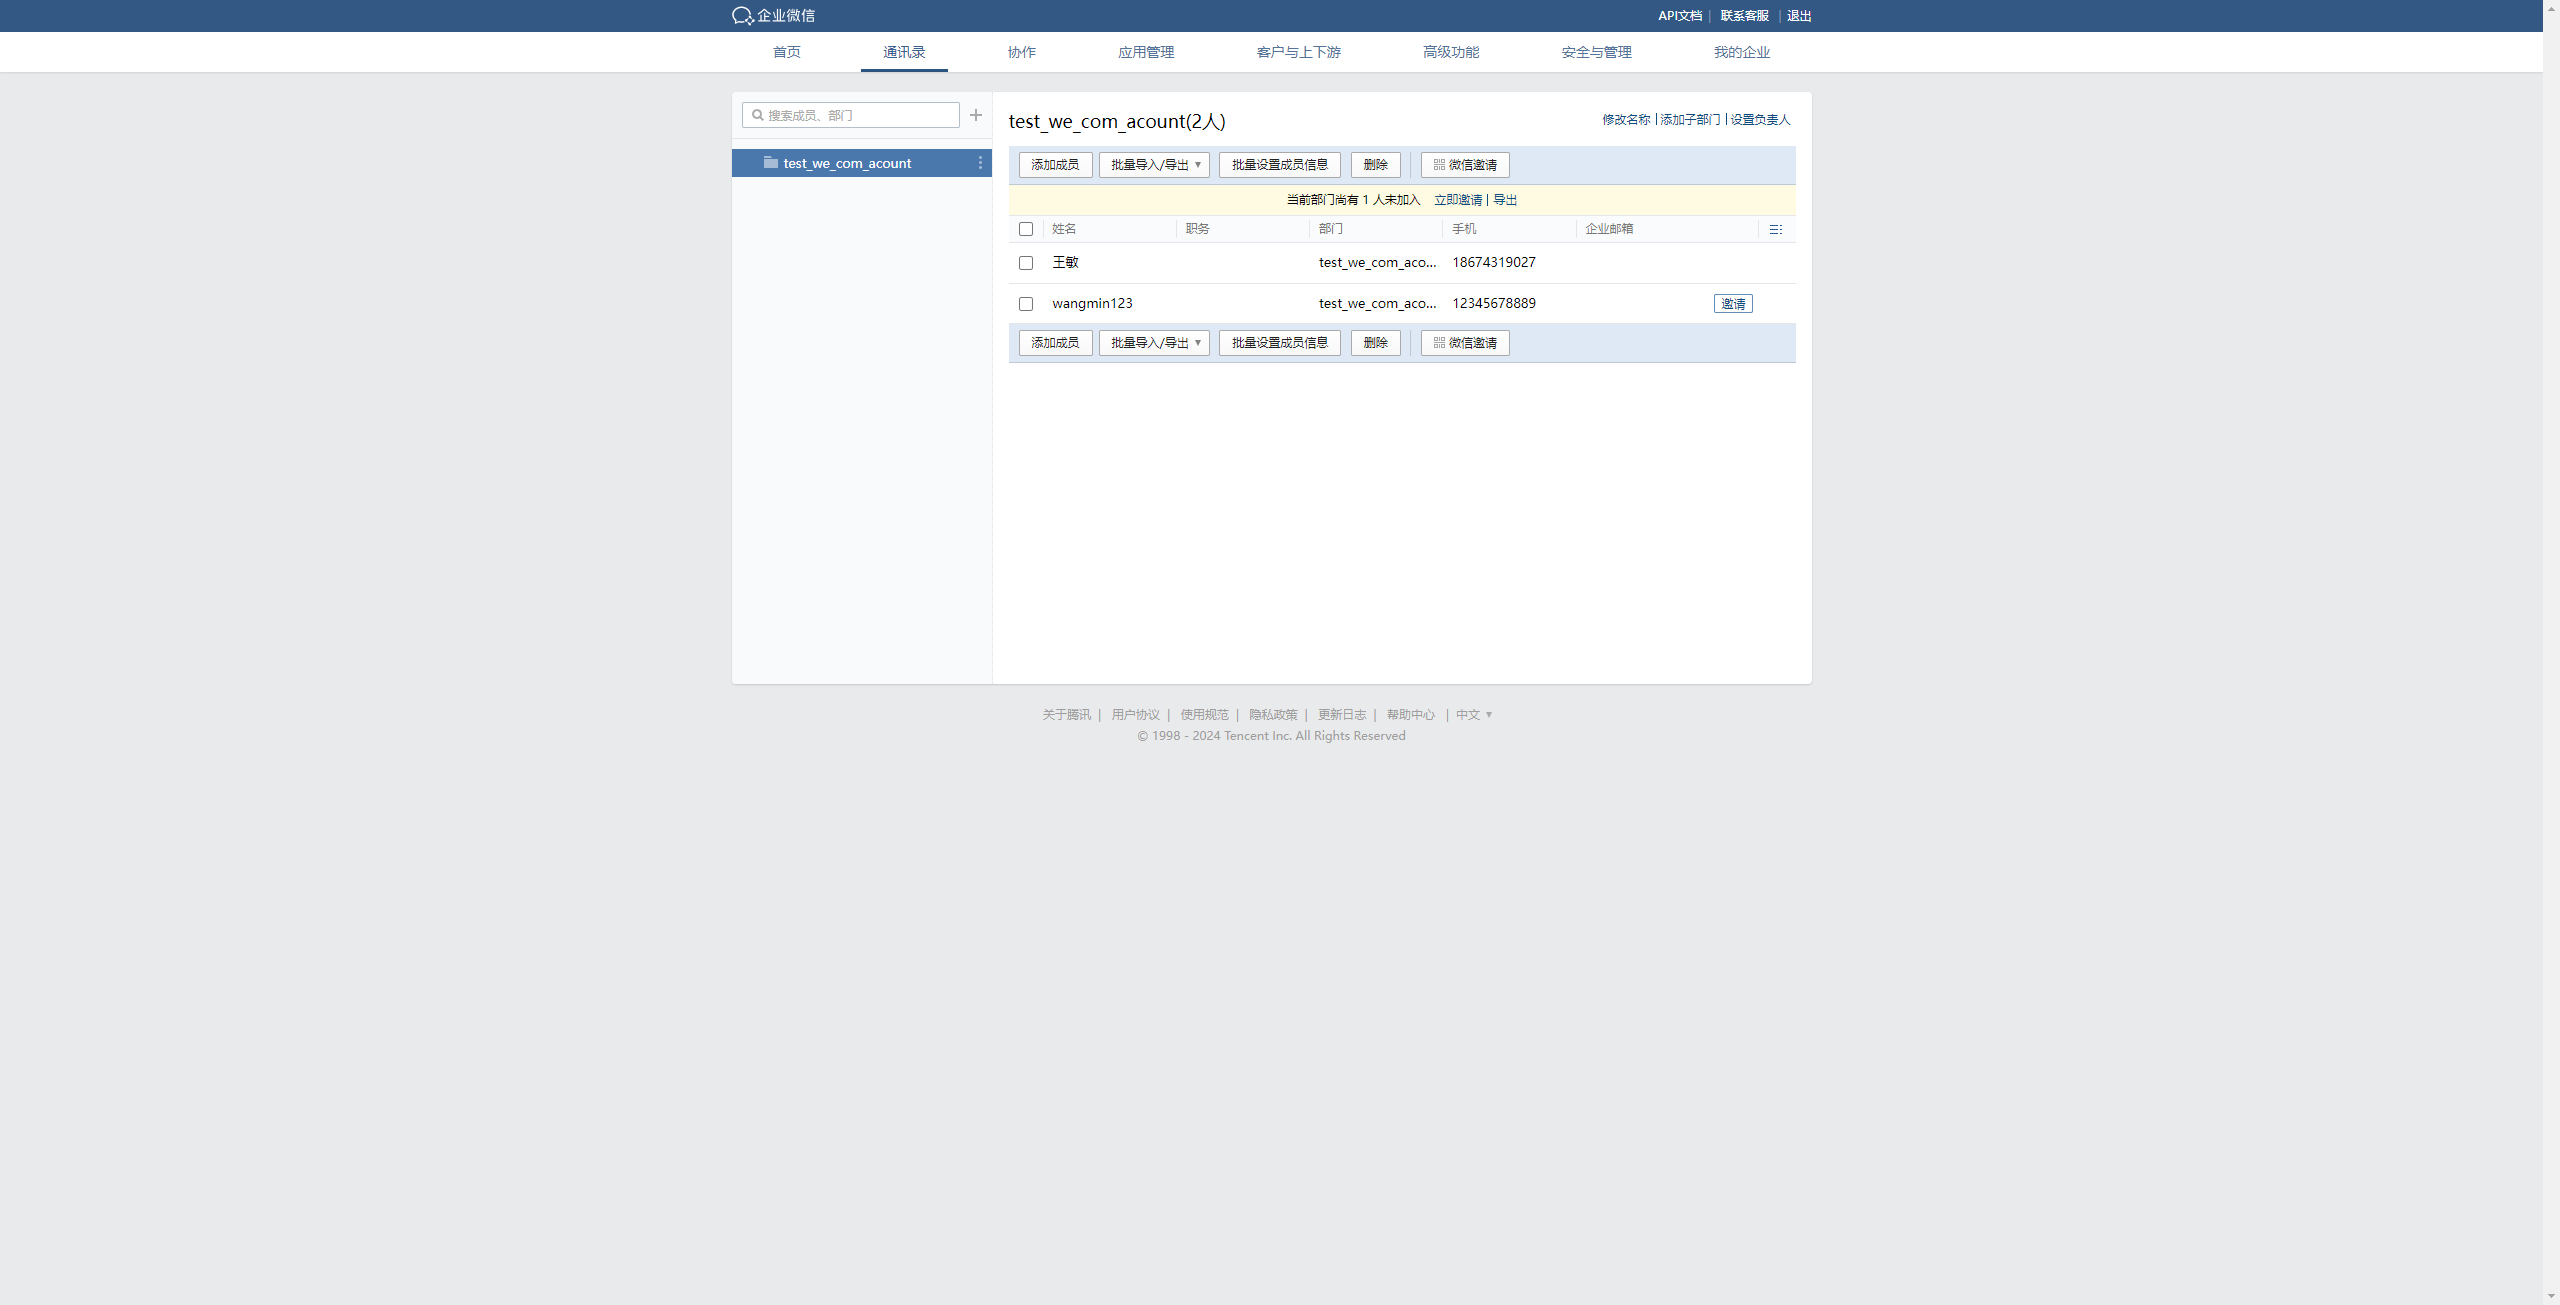 企业微信
API文档 | 联系客服 | 退出
首页 通讯录 协作 应用管理 客户与上下游 高级功能 安全与管理 我的企业
搜索成员、部门
test_we_com_acount
test_we_com_acount(2人)
修改名称 | 添加子部门 | 设置负责人
添加成员 批量导入/导出 批量设置成员信息 删除 微信邀请
当前部门尚有 1 人未加入 立即邀请 | 导出
姓名 职务 部门 手机 企业邮箱
王敏 test_we_com_aco... 18674319027
wangmin123 test_we_com_aco... 12345678889 邀请
添加成员 批量导入/导出 批量设置成员信息 删除 微信邀请
关于腾讯 | 用户协议 | 使用规范 | 隐私政策 | 更新日志 | 帮助中心 | 中文
© 1998 - 2024 Tencent Inc. All Rights Reserved